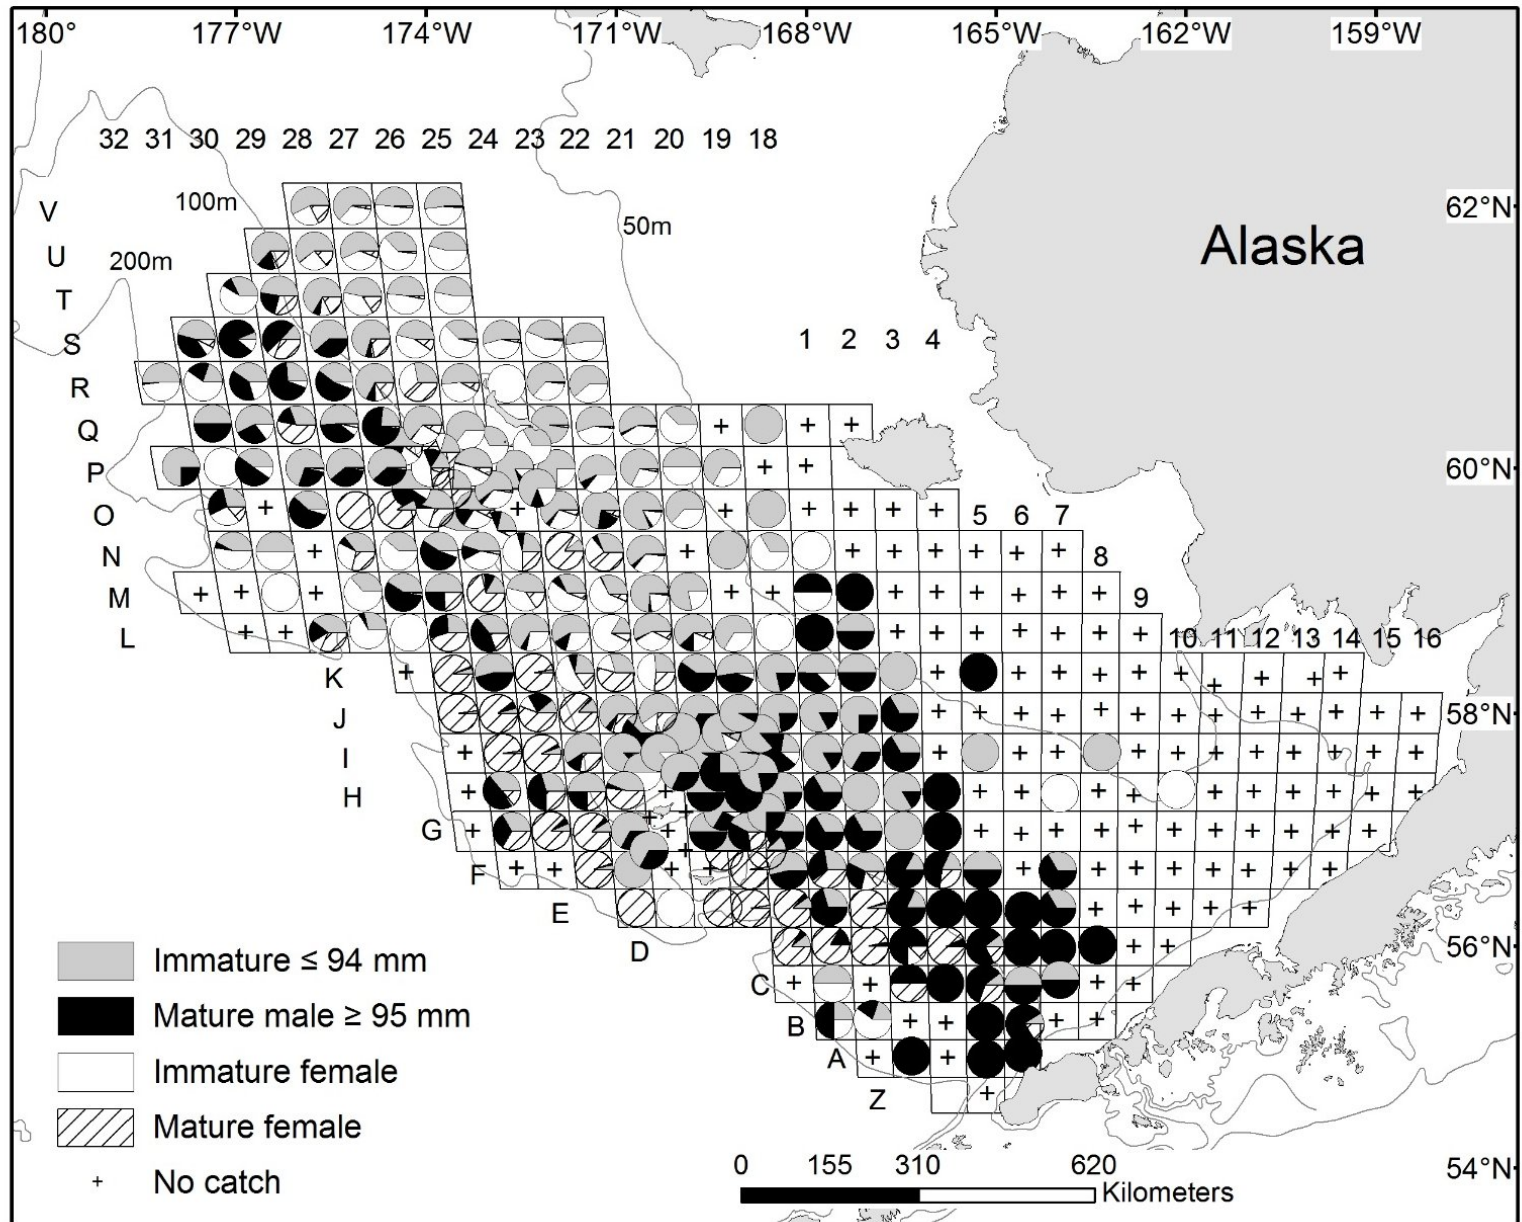 180° 177°W 174°W 171°W 168°W 165°W 162°W 159°W
32 31 30 29 28 27 26 25 24 23 22 21 20 19 18
V 100m 50m 62°N
U 200m Alaska
T
S 1 2 3 4
R
Q
P 60°N
O 5 6 7
N 8
M 9
L 10 11 12 13 14 15 16
K
J 58°N
I
H
G
F
E
D 56°N
C
B
A
Z
Immature ≤ 94 mm
Mature male ≥ 95 mm
Immature female
Mature female
+ No catch
0 155 310 620
Kilometers
54°N